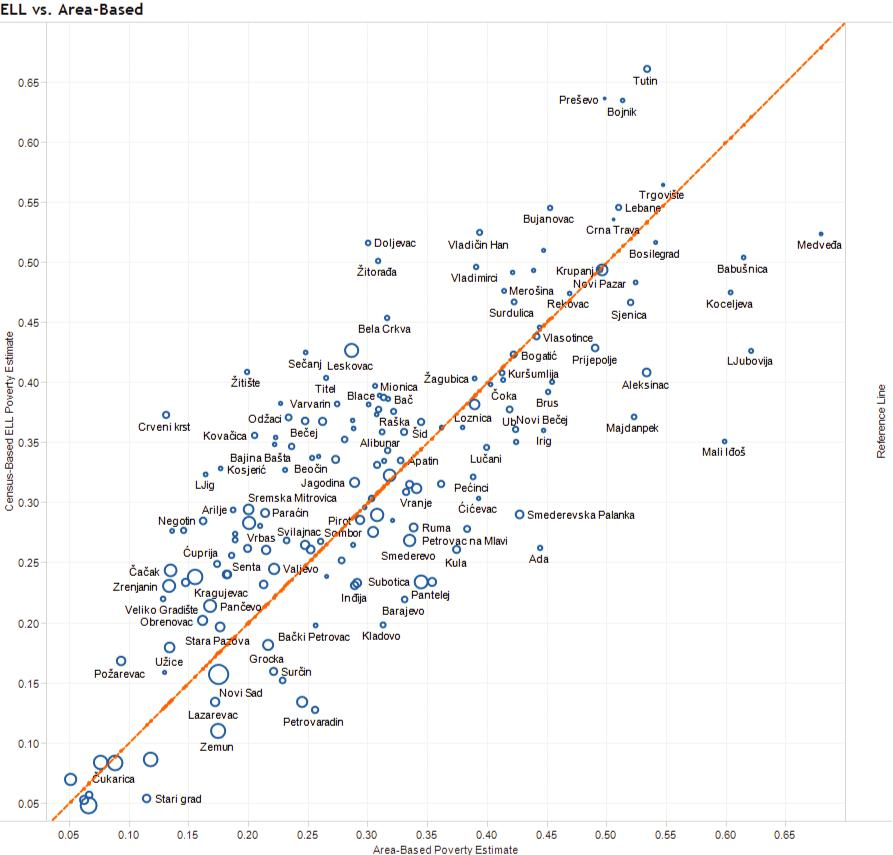 ELL vs. Area-Based
0.65
0.60
0.55
0.50
0.45
0.40
0.35
0.30
0.25
0.20
0.15
0.10
0.05
Census-Based ELL Poverty Estimate
Tutin
Preševo
Bojnik
Trgovište
Lebane
Bujanovac
Crna Trava
Medveđa
Doljevac
Vladičin Han
Bosilegrad
Žitorađa
Vladimirci
Krupanj
Babušnica
Novi Pazar
Merošina
Rekovac
Koceljeva
Surdulica
Sjenica
Bela Crkva
Vlasotince
Sečanj
Leskovac
Bogatić
Prijepolje
LJubovija
Žitište
Titel
Mionica
Žagubica
Kuršumlija
Aleksinac
Blace
Bač
Čoka
Brus
Varvarin
Crveni krst
Odžaci
Raška
Loznica
Ub
Novi Bečej
Majdanpek
Kovačica
Bečej
Šid
Alibunar
Irig
Mali Iđoš
Bajina Bašta
Apatin
Lučani
Kosjerić
Beočin
LJig
Jagodina
Pećinci
Sremska Mitrovica
Vranje
Ćićevac
Arilje
Paraćin
Smederevska Palanka
Negotin
Pirot
Ruma
Vrbas
Svilajnac
Sombor
Petrovac na Mlavi
Ćuprija
Smederevo
Kula
Ada
Čačak
Senta
Valjevo
Zrenjanin
Kragujevac
Subotica
Pantelej
Inđija
Veliko Gradište
Pančevo
Barajevo
Obrenovac
Stara Pazova
Bački Petrovac
Kladovo
Užice
Grocka
Požarevac
Surčin
Novi Sad
Lazarevac
Petrovaradin
Zemun
Čukarica
Stari grad
0.05
0.10
0.15
0.20
0.25
0.30
0.35
0.40
0.45
0.50
0.55
0.60
0.65
Area-Based Poverty Estimate
Reference Line